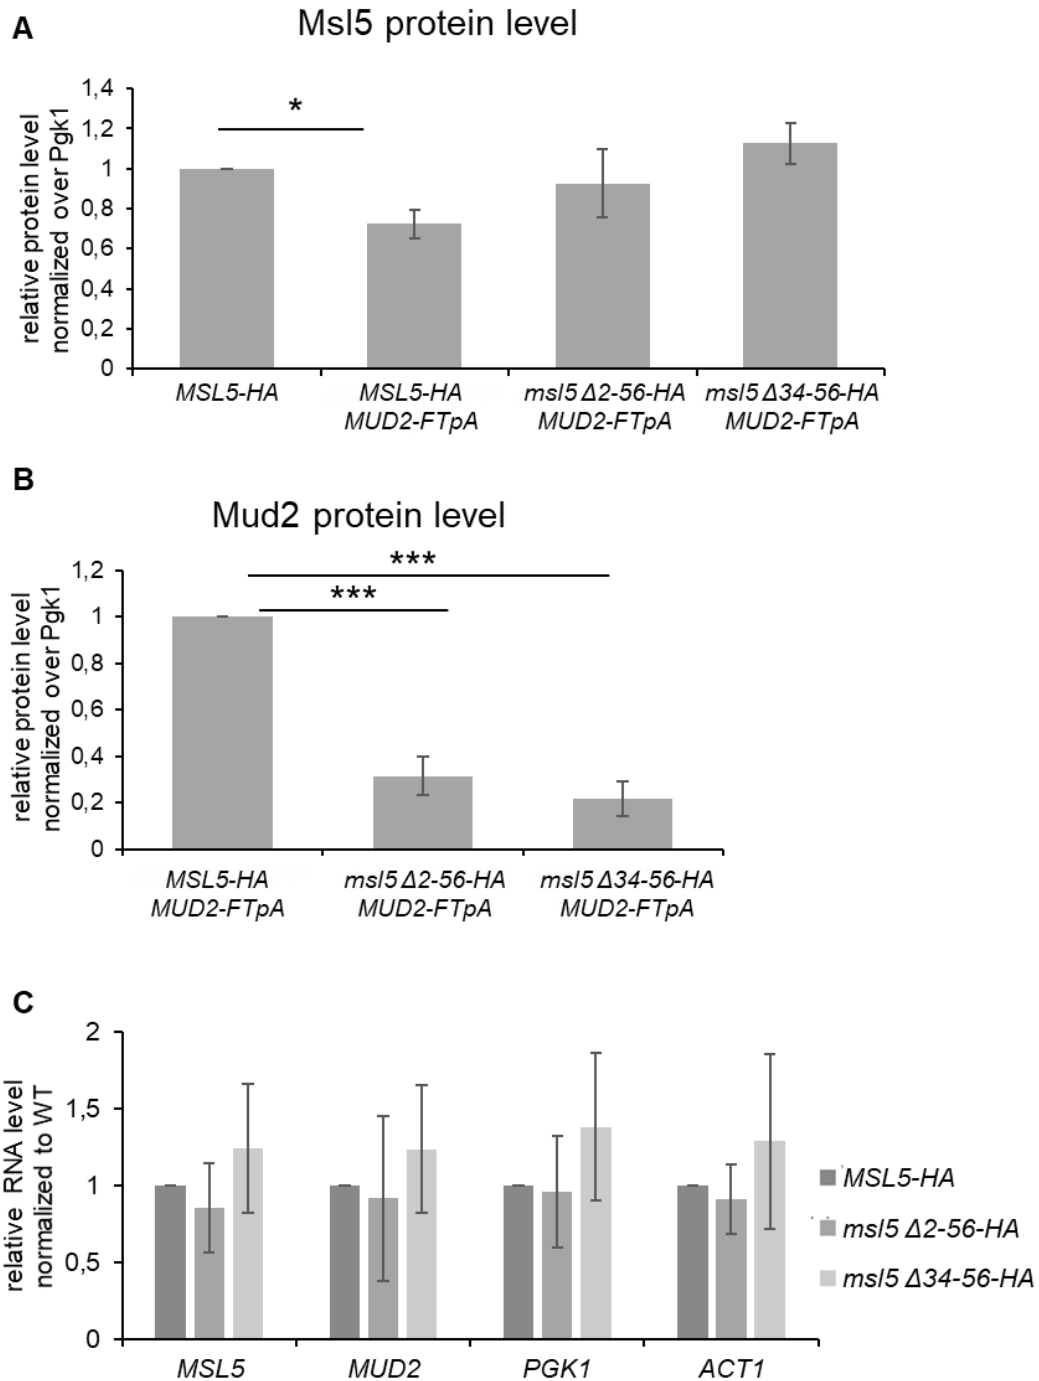 A
Msl5 protein level
relative protein level
normalized over Pgk1
1,4
1,2
1
0,8
0,6
0,4
0,2
0
*
MSL5-HA
MSL5-HA
MUD2-FTpA
msl5 Δ2-56-HA
MUD2-FTpA
msl5 Δ34-56-HA
MUD2-FTpA
B
Mud2 protein level
relative protein level
normalized over Pgk1
1,2
1
0,8
0,6
0,4
0,2
0
***
***
MSL5-HA
MUD2-FTpA
msl5 Δ2-56-HA
MUD2-FTpA
msl5 Δ34-56-HA
MUD2-FTpA
C
relative RNA level
normalized to WT
2
1,5
1
0,5
0
MSL5
MUD2
PGK1
ACT1
MSL5-HA
msl5 Δ2-56-HA
msl5 Δ34-56-HA